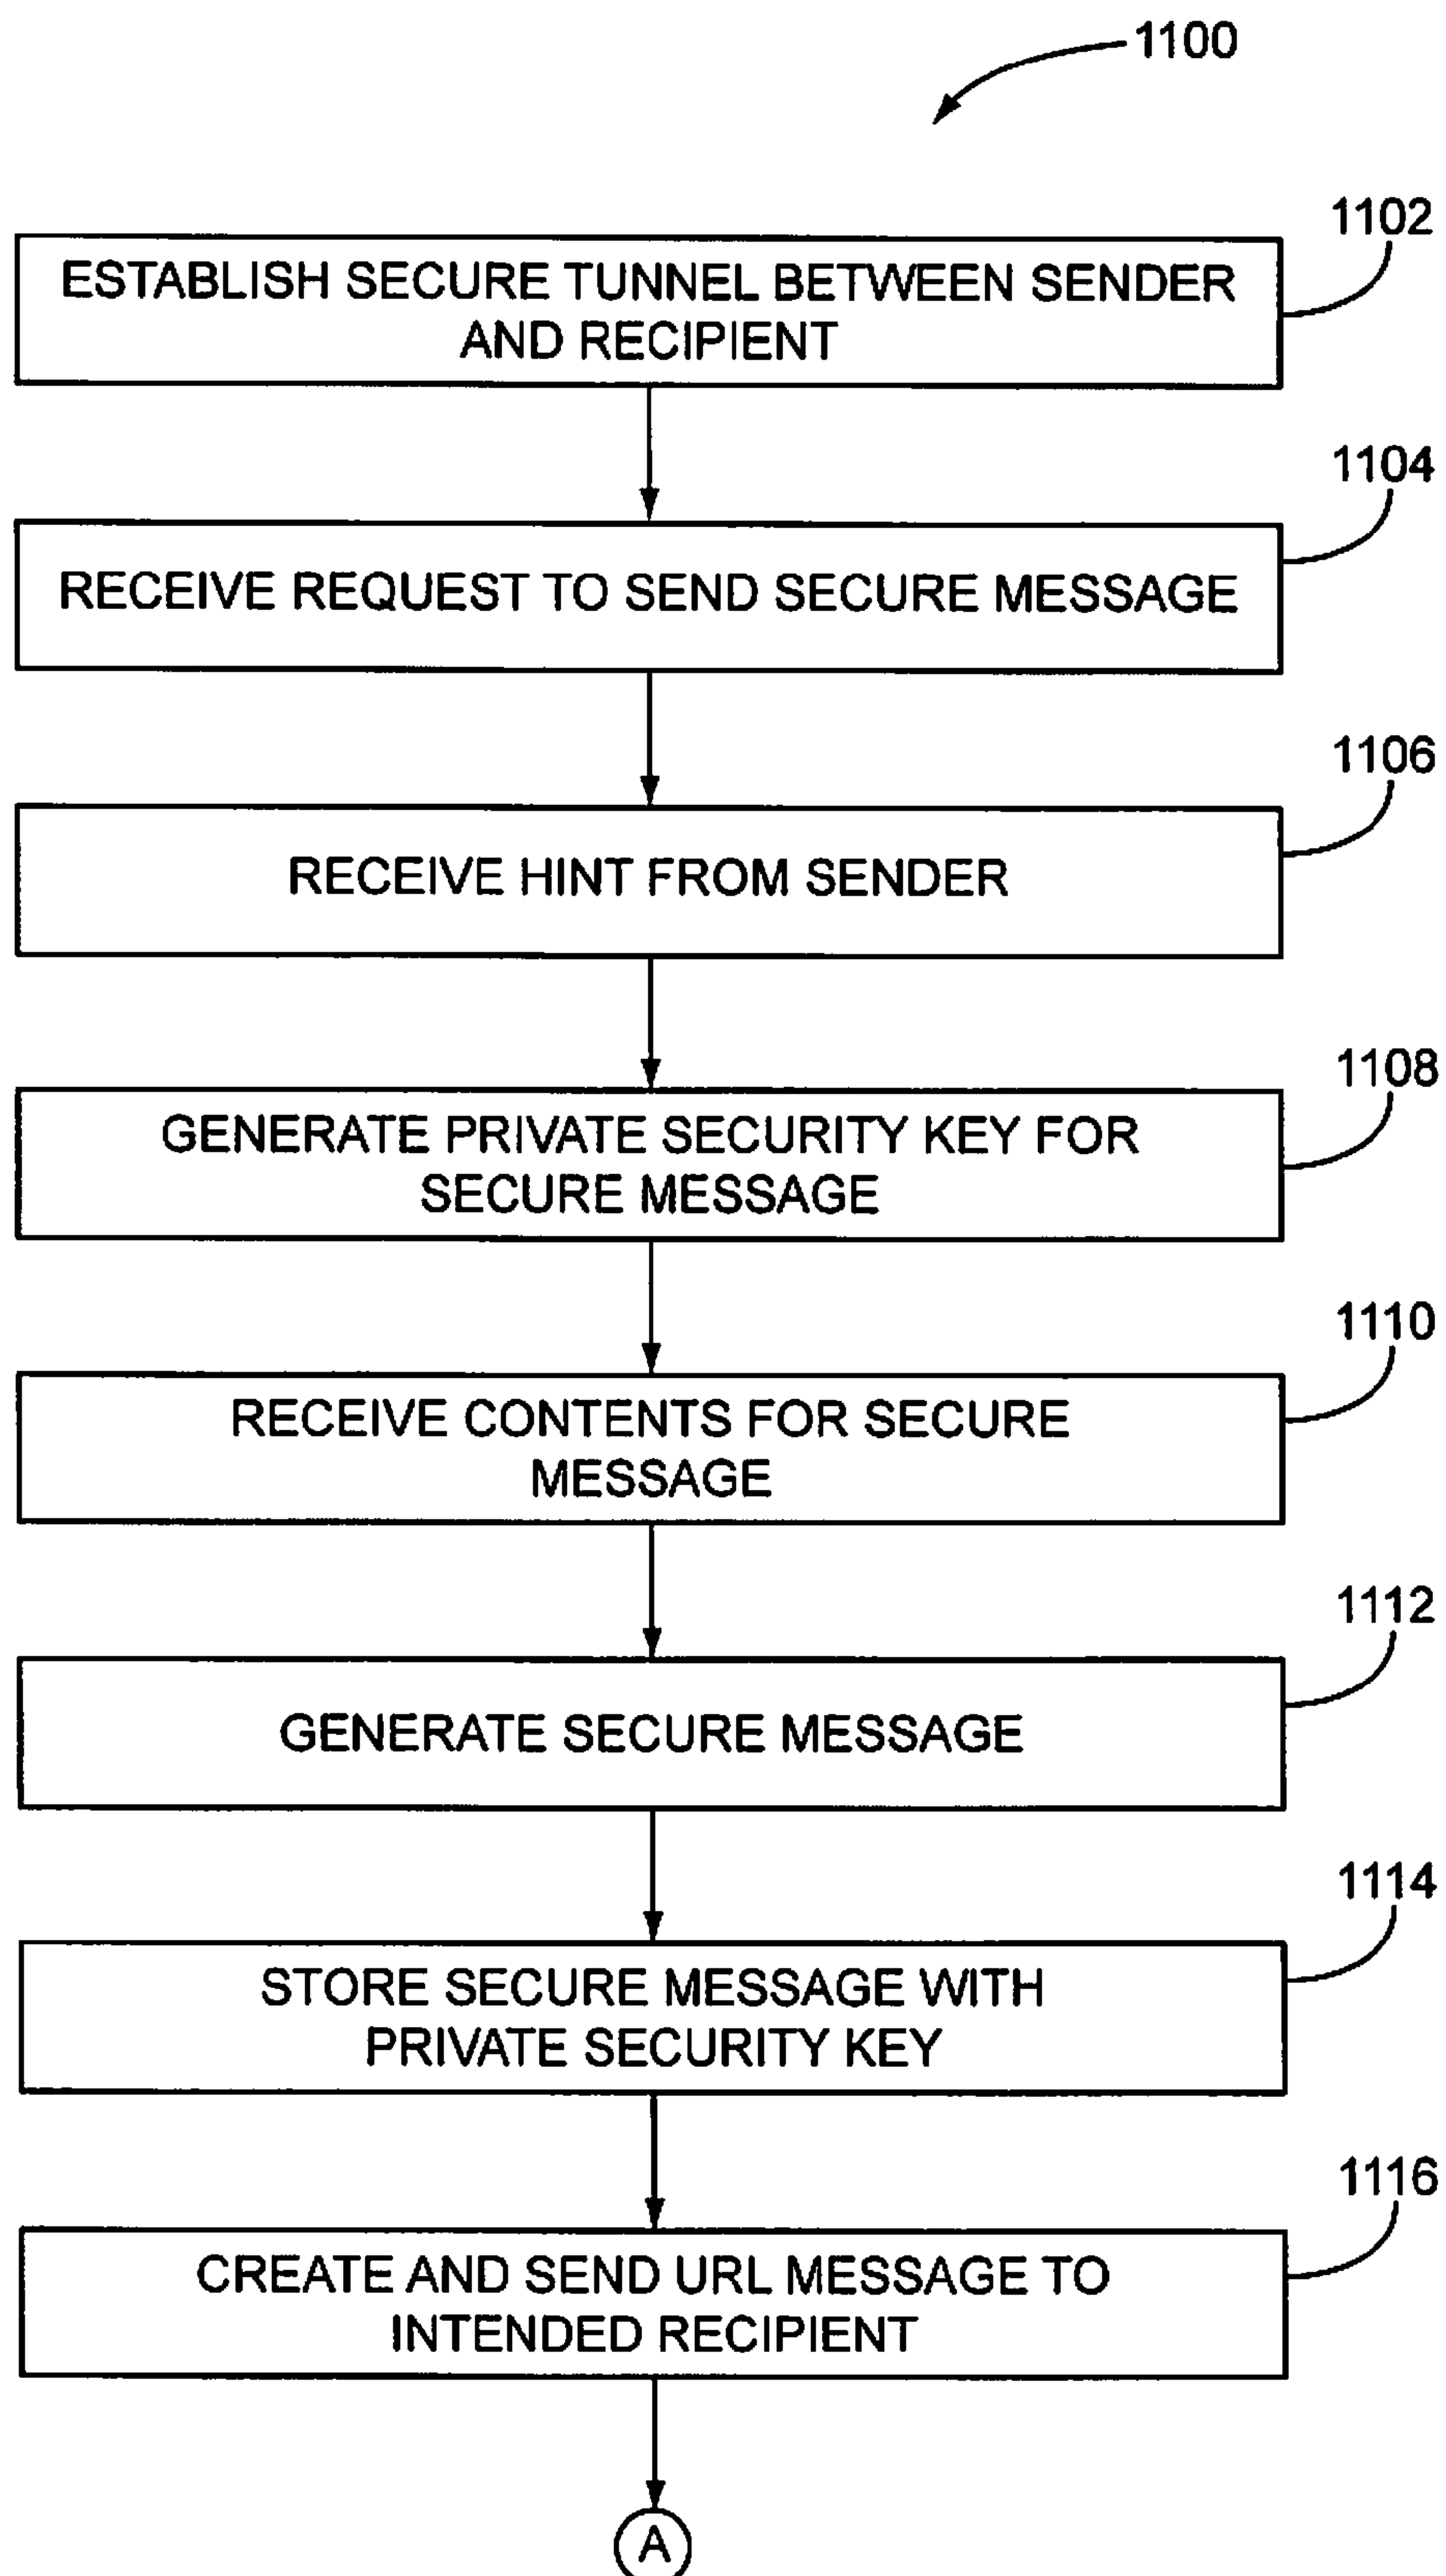 1100
1102
ESTABLISH SECURE TUNNEL BETWEEN SENDER
AND RECIPIENT
1104
RECEIVE REQUEST TO SEND SECURE MESSAGE
1106
RECEIVE HINT FROM SENDER
1108
GENERATE PRIVATE SECURITY KEY FOR
SECURE MESSAGE
1110
RECEIVE CONTENTS FOR SECURE
MESSAGE
1112
GENERATE SECURE MESSAGE
1114
STORE SECURE MESSAGE WITH
PRIVATE SECURITY KEY
1116
CREATE AND SEND URL MESSAGE TO
INTENDED RECIPIENT
A